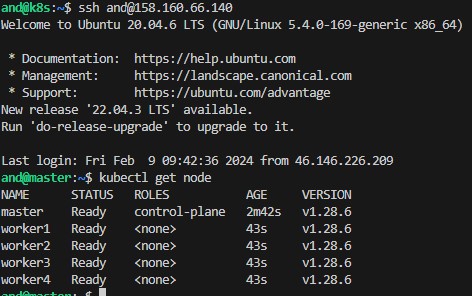 and@k8s:~$ ssh and@158.160.66.140
Welcome to Ubuntu 20.04.6 LTS (GNU/Linux 5.4.0-169-generic x86_64)
* Documentation: https://help.ubuntu.com
* Management: https://landscape.canonical.com
* Support: https://ubuntu.com/advantage
New release '22.04.3 LTS' available.
Run 'do-release-upgrade' to upgrade to it.
Last login: Fri Feb 9 09:42:36 2024 from 46.146.226.209
and@master:~$ kubectl get node
NAME STATUS ROLES AGE VERSION
master Ready control-plane 2m42s v1.28.6
worker1 Ready <none> 43s v1.28.6
worker2 Ready <none> 43s v1.28.6
worker3 Ready <none> 43s v1.28.6
worker4 Ready <none> 43s v1.28.6
and@master:~$